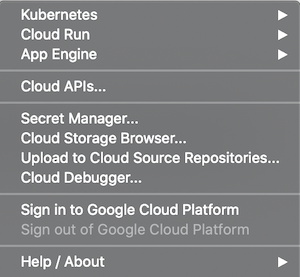 Kubernetes
Cloud Run
App Engine
Cloud APIs...
Secret Manager...
Cloud Storage Browser...
Upload to Cloud Source Repositories...
Cloud Debugger...
Sign in to Google Cloud Platform
Sign out of Google Cloud Platform
Help / About